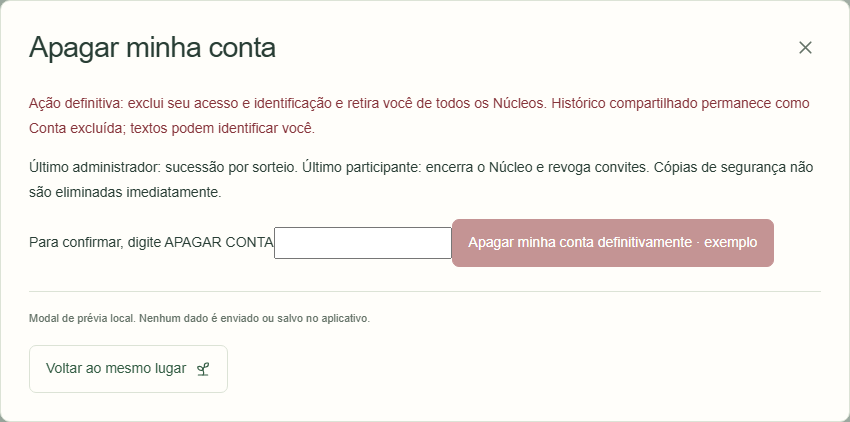 Apagar minha conta
Ação definitiva: exclui seu acesso e identificação e retira você de todos os Núcleos. Histórico compartilhado permanece como
Conta excluída; textos podem identificar você.
Último administrador: sucessão por sorteio. Último participante: encerra o Núcleo e revoga convites. Cópias de segurança não
são eliminadas imediatamente.
Para confirmar, digite APAGAR CONTA
Apagar minha conta definitivamente · exemplo
Modal de prévia local. Nenhum dado é enviado ou salvo no aplicativo.
Voltar ao mesmo lugar